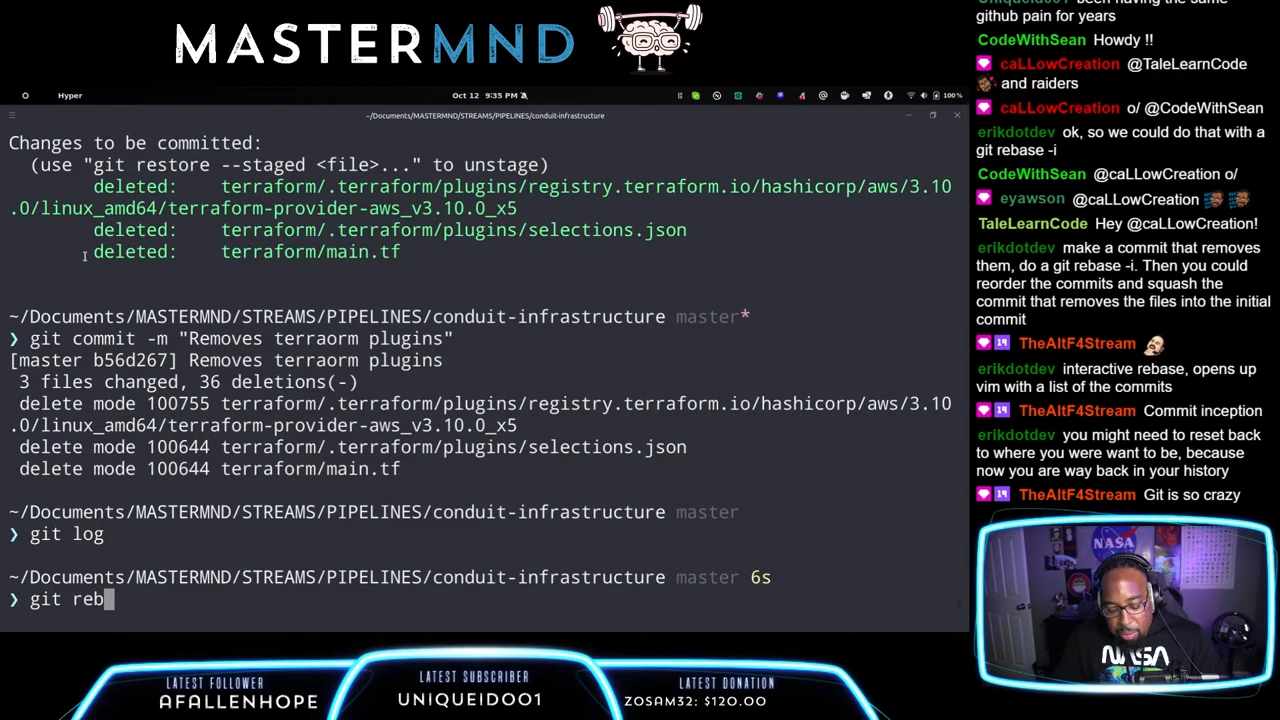 MASTERMND
Hyper
Oct 12 9:35 PM
100%
~/Documents/MASTERMND/STREAMS/PIPELINES/conduit-infrastructure
Changes to be committed:
(use "git restore --staged <file>..." to unstage)
deleted: terraform/.terraform/plugins/registry.terraform.io/hashicorp/aws/3.10
.0/linux_amd64/terraform-provider-aws_v3.10.0_x5
deleted: terraform/.terraform/plugins/selections.json
deleted: terraform/main.tf
~/Documents/MASTERMND/STREAMS/PIPELINES/conduit-infrastructure master*
❯ git commit -m "Removes terraorm plugins"
[master b56d267] Removes terraorm plugins
3 files changed, 36 deletions(-)
delete mode 100755 terraform/.terraform/plugins/registry.terraform.io/hashicorp/aws/3.10
.0/linux_amd64/terraform-provider-aws_v3.10.0_x5
delete mode 100644 terraform/.terraform/plugins/selections.json
delete mode 100644 terraform/main.tf
~/Documents/MASTERMND/STREAMS/PIPELINES/conduit-infrastructure master
❯ git log
~/Documents/MASTERMND/STREAMS/PIPELINES/conduit-infrastructure master 6s
❯ git reb
github pain for years
CodeWithSean Howdy !!
caLLowCreation @TaleLearnCode
and raiders
caLLowCreation o/ @CodeWithSean
erikdotdev ok, so we could do that with a
git rebase -i
CodeWithSean @caLLowCreation o/
eyawson @caLLowCreation
TaleLearnCode Hey @caLLowCreation!
erikdotdev make a commit that removes
them, do a git rebase -i. Then you could
reorder the commits and squash the
commit that removes the files into the initial
commit
19 TheAltF4Stream
erikdotdev interactive rebase, opens up
vim with a list of the commits
19 TheAltF4Stream Commit inception
erikdotdev you might need to reset back
to where you were want to be, because
now you are way back in your history
19 TheAltF4Stream Git is so crazy
NASA
NASA
LATEST FOLLOWER
AFALLENHOPE
LATEST SUBSCRIBER
UNIQUEID001
LATEST DONATION
ZOSAM32: $120.00